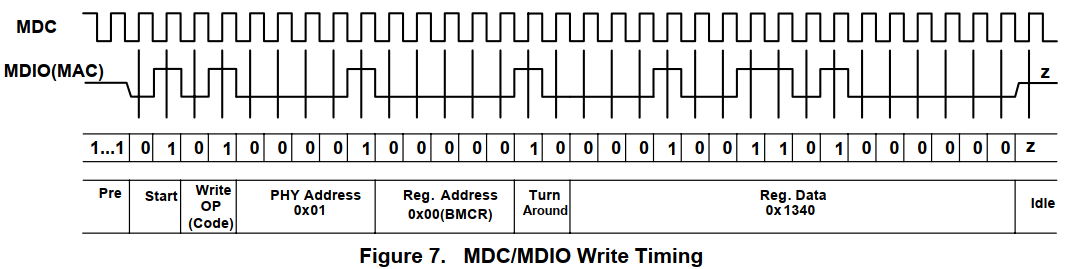 MDC
MDIO(MAC)
z
1...1 0 1 0 1 0 0 0 0 1 0 0 0 0 0 1 0 0 0 0 1 0 0 1 1 0 1 0 0 0 0 0 0 z
Pre Start Write OP (Code) PHY Address 0x01 Reg. Address 0x00(BMCR) Turn Around Reg. Data 0x1340 Idle
Figure 7. MDC/MDIO Write Timing